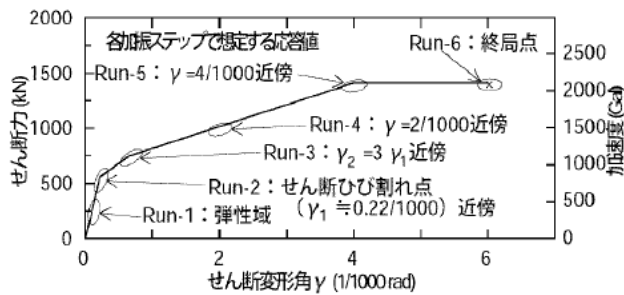 各加振ステップで想定する応答値
Run-6：終局点
Run-5：γ=4/1000近傍
Run-4：γ=2/1000近傍
Run-3：γ2=3 γ1近傍
Run-2：せん断ひび割れ点
(γ1≒0.22/1000) 近傍
Run-1：弾性域
せん断力(kN)
2000
1500
1000
500
0
加速度(Gal)
2500
2000
1500
1000
500
0
0 2 4 6
せん断変形角γ (1/1000 rad)